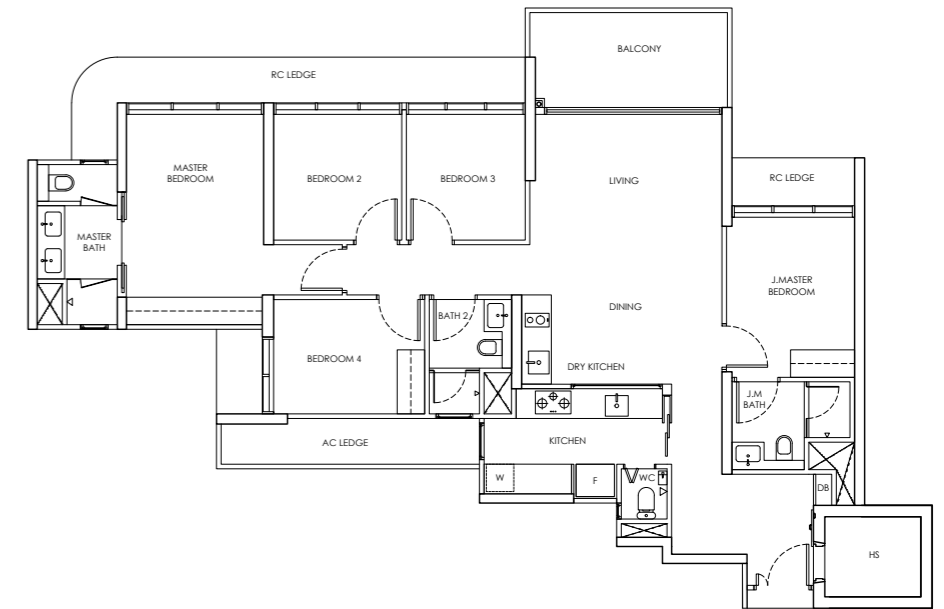 BALCONY
RC LEDGE
MASTER
BEDROOM
BEDROOM 2
BEDROOM 3
LIVING
RC LEDGE
MASTER
BATH
J.MASTER
BEDROOM
DINING
BATH 2
BEDROOM 4
DRY KITCHEN
J.M
BATH
AC LEDGE
KITCHEN
W
F
WC
DB
HS